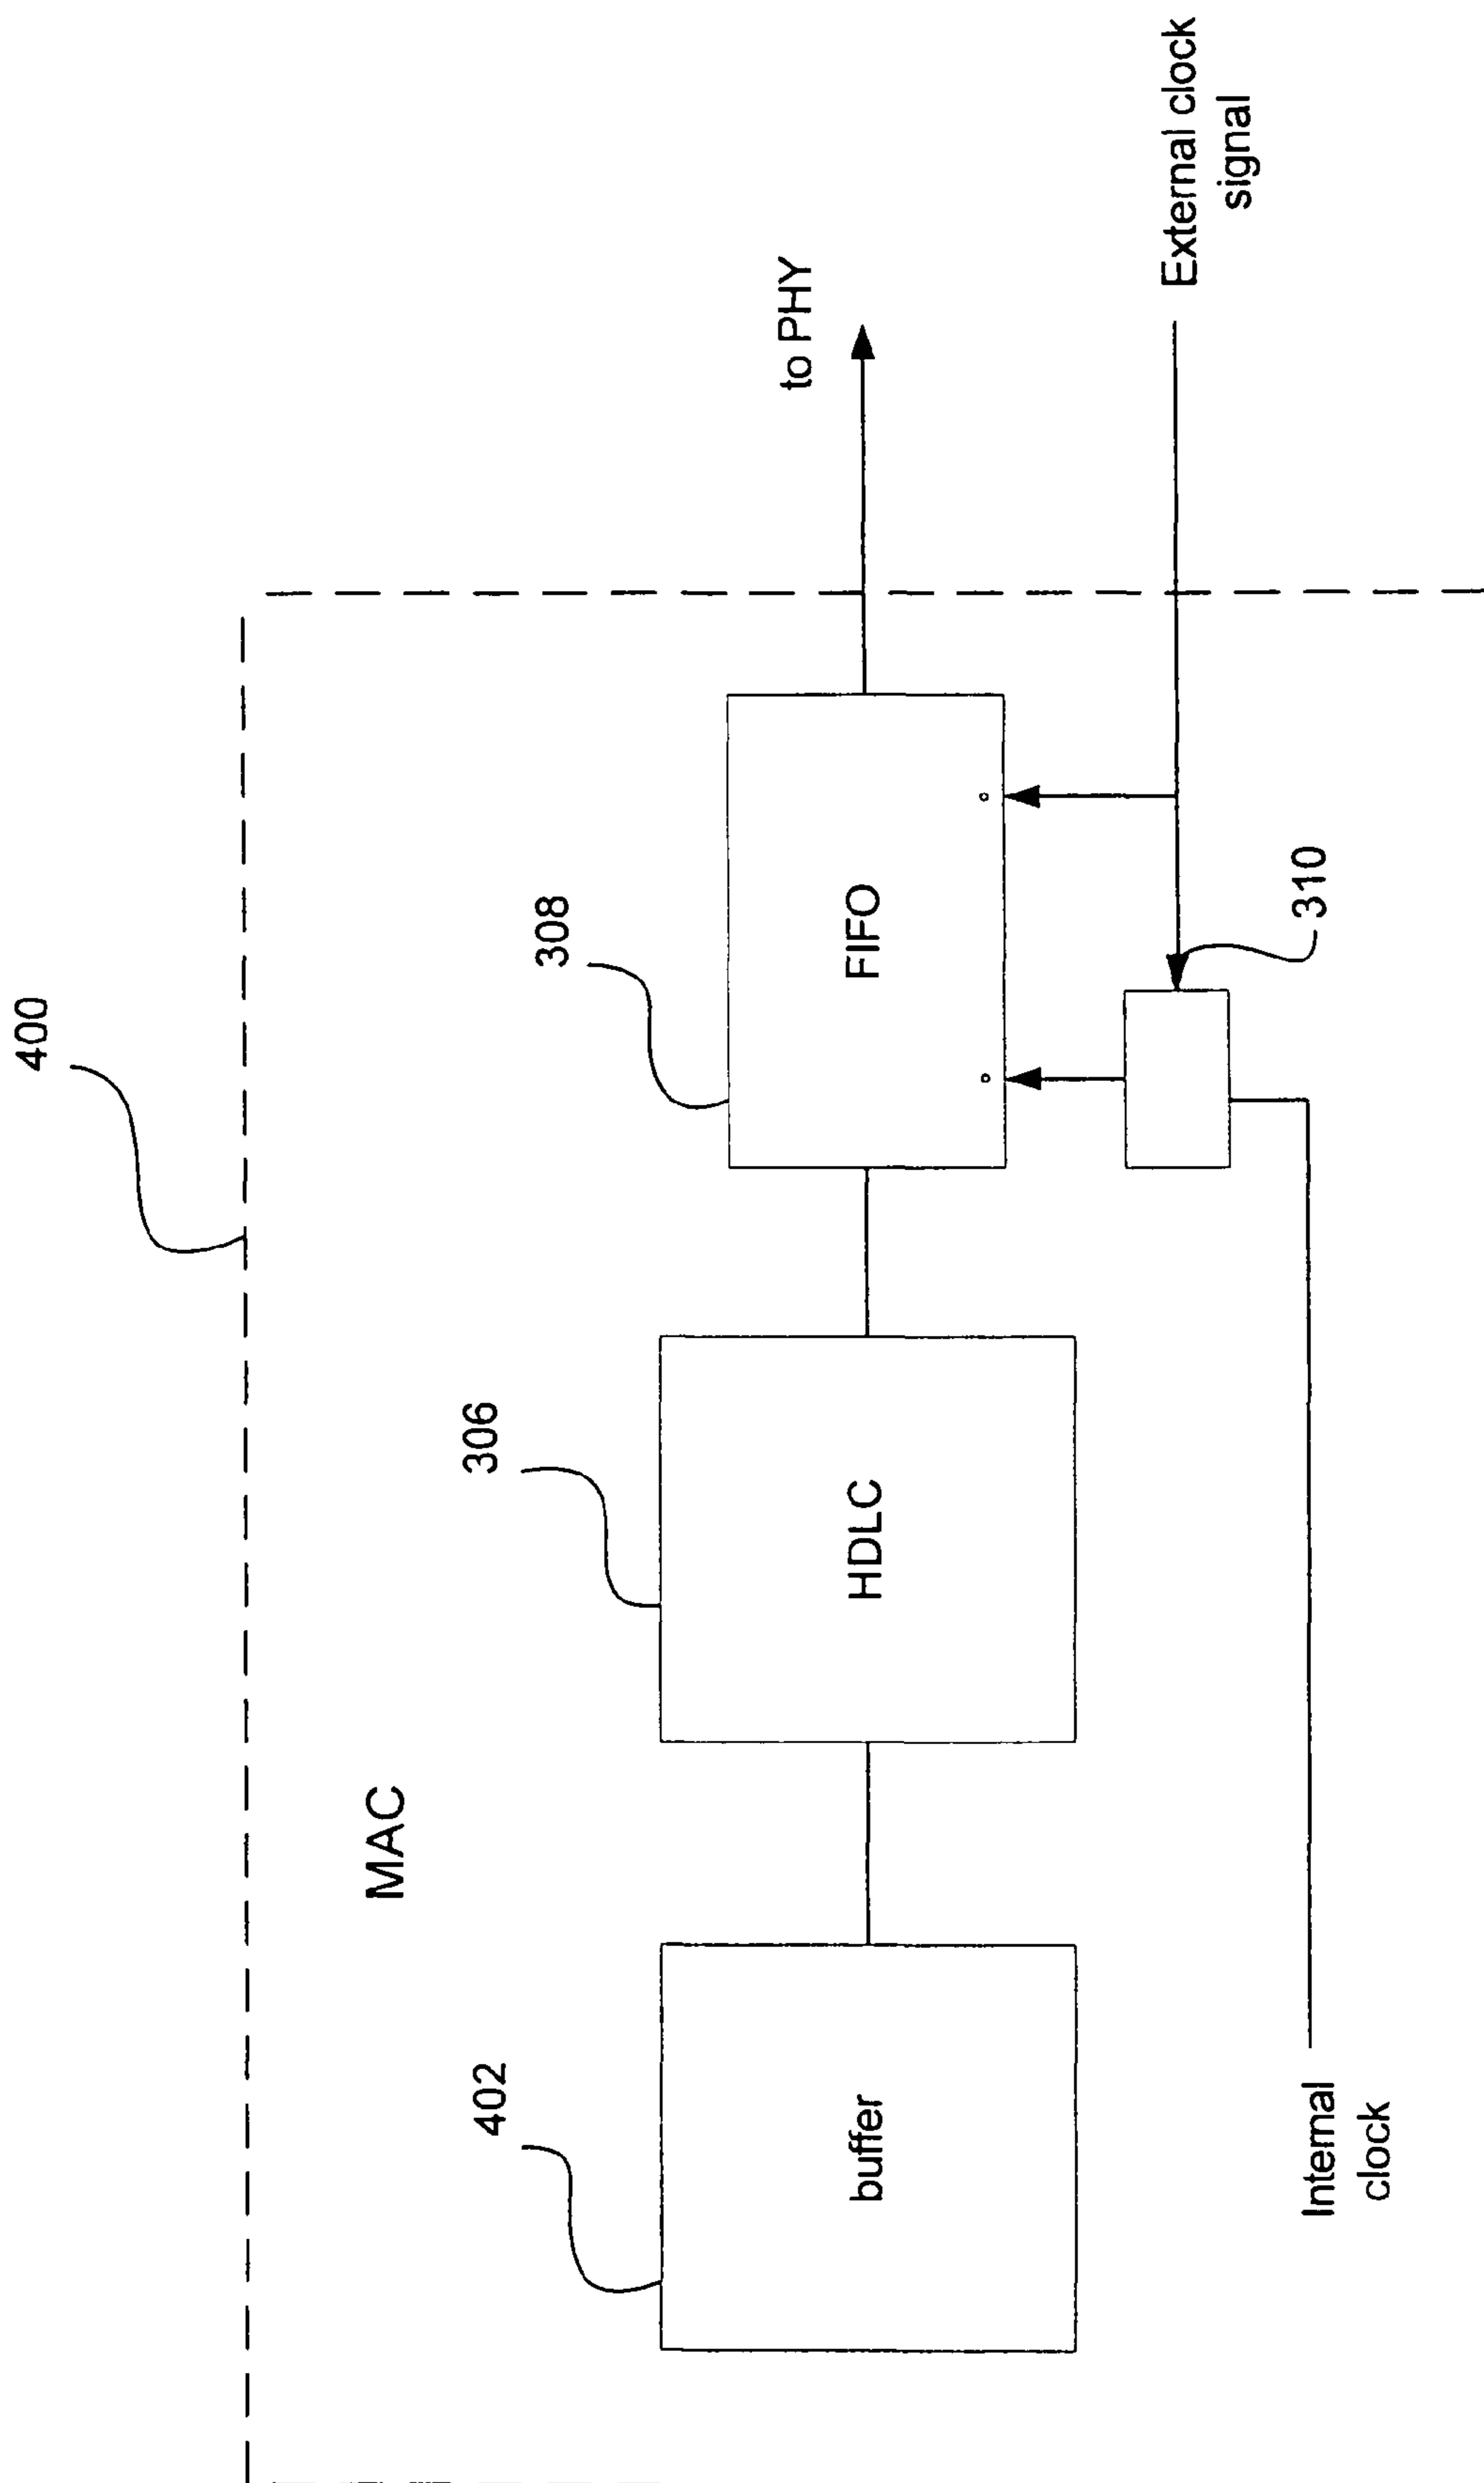 400
MAC
402
buffer
306
HDLC
308
FIFO
to PHY
310
External clock
signal
Internal
clock